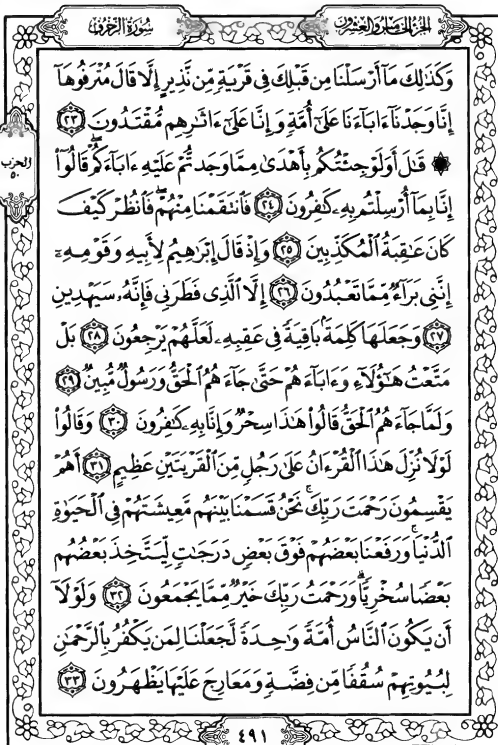 الجزء الخامس والعشرون
سورة الزخرف
وَكَذَٰلِكَ مَآ أَرْسَلْنَا مِن قَبْلِكَ فِى قَرْيَةٍ مِّن نَّذِيرٍ إِلَّا قَالَ مُتْرَفُوهَآ
إِنَّا وَجَدْنَآ ءَابَآءَنَا عَلَىٰٓ أُمَّةٍ وَإِنَّا عَلَىٰٓ ءَاثَٰرِهِم مُّقْتَدُونَ ٢٣
۞ قَٰلَ أَوَلَوْ جِئْتُكُم بِأَهْدَىٰ مِمَّا وَجَدتُّمْ عَلَيْهِ ءَابَآءَكُمْ ۖ قَالُوٓا۟
إِنَّا بِمَآ أُرْسِلْتُم بِهِۦ كَٰفِرُونَ ٢٤ فَٱنتَقَمْنَا مِنْهُمْ ۖ فَٱنظُرْ كَيْفَ
كَانَ عَٰقِبَةُ ٱلْمُكَذِّبِينَ ٢٥ وَإِذْ قَالَ إِبْرَٰهِيمُ لِأَبِيهِ وَقَوْمِهِۦٓ
إِنَّنِى بَرَآءٌ مِّمَّا تَعْبُدُونَ ٢٦ إِلَّا ٱلَّذِى فَطَرَنِى فَإِنَّهُۥ سَيَهْدِينِ
٢٧ وَجَعَلَهَا كَلِمَةًۢ بَاقِيَةً فِى عَقِبِهِۦ لَعَلَّهُمْ يَرْجِعُونَ ٢٨ بَلْ
مَتَّعْتُ هَٰٓؤُلَآءِ وَءَابَآءَهُمْ حَتَّىٰ جَآءَهُمُ ٱلْحَقُّ وَرَسُولٌ مُّبِينٌ ٢٩
وَلَمَّا جَآءَهُمُ ٱلْحَقُّ قَالُوا۟ هَٰذَا سِحْرٌ وَإِنَّا بِهِۦ كَٰفِرُونَ ٣٠ وَقَالُوا۟
لَوْلَا نُزِّلَ هَٰذَا ٱلْقُرْءَانُ عَلَىٰ رَجُلٍ مِّنَ ٱلْقَرْيَتَيْنِ عَظِيمٍ ٣١ أَهُمْ
يَقْسِمُونَ رَحْمَتَ رَبِّكَ ۚ نَحْنُ قَسَمْنَا بَيْنَهُم مَّعِيشَتَهُمْ فِى ٱلْحَيَوٰةِ
ٱلدُّنْيَا ۚ وَرَفَعْنَا بَعْضَهُمْ فَوْقَ بَعْضٍ دَرَجَٰتٍ لِّيَتَّخِذَ بَعْضُهُم
بَعْضًا سُخْرِيًّا ۗ وَرَحْمَتُ رَبِّكَ خَيْرٌ مِّمَّا يَجْمَعُونَ ٣٢ وَلَوْلَآ
أَن يَكُونَ ٱلنَّاسُ أُمَّةً وَٰحِدَةً لَّجَعَلْنَا لِمَن يَكْفُرُ بِٱلرَّحْمَٰنِ
لِبُيُوتِهِمْ سُقُفًا مِّن فِضَّةٍ وَمَعَارِجَ عَلَيْهَا يَظْهَرُونَ ٣٣
الحزب
٥٠
٤٩١